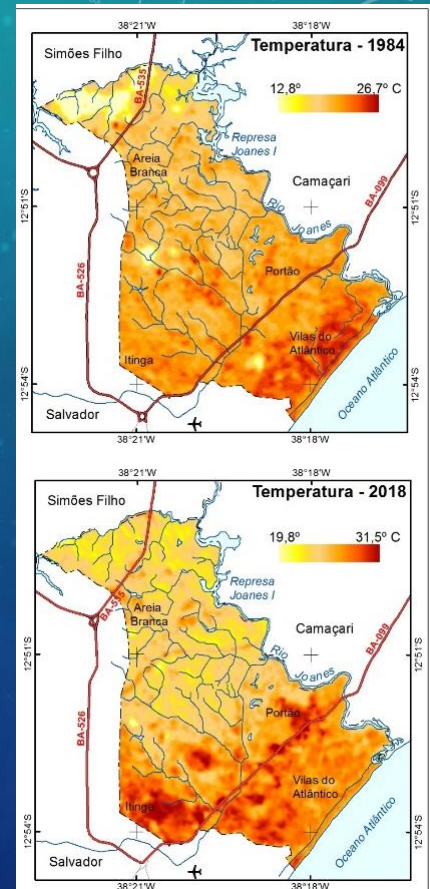 38°21'W
38°18'W
Temperatura - 1984
Simões Filho
12,8°
26,7° C
BA-535
Represa
Joanes I
Areia
Branca
Camaçari
12°51'S
12°51'S
BA-099
Rio Joanes
BA-526
Portão
Vilas do
Atlântico
Itinga
12°54'S
12°54'S
Oceano Atlântico
Salvador
38°21'W
38°18'W
38°21'W
38°18'W
Temperatura - 2018
Simões Filho
19,8°
31,5° C
BA-535
Represa
Joanes I
Areia
Branca
Camaçari
12°51'S
12°51'S
BA-099
Rio Joanes
BA-526
Portão
Vilas do
Atlântico
Itinga
12°54'S
12°54'S
Oceano Atlântico
Salvador
38°21'W
38°18'W